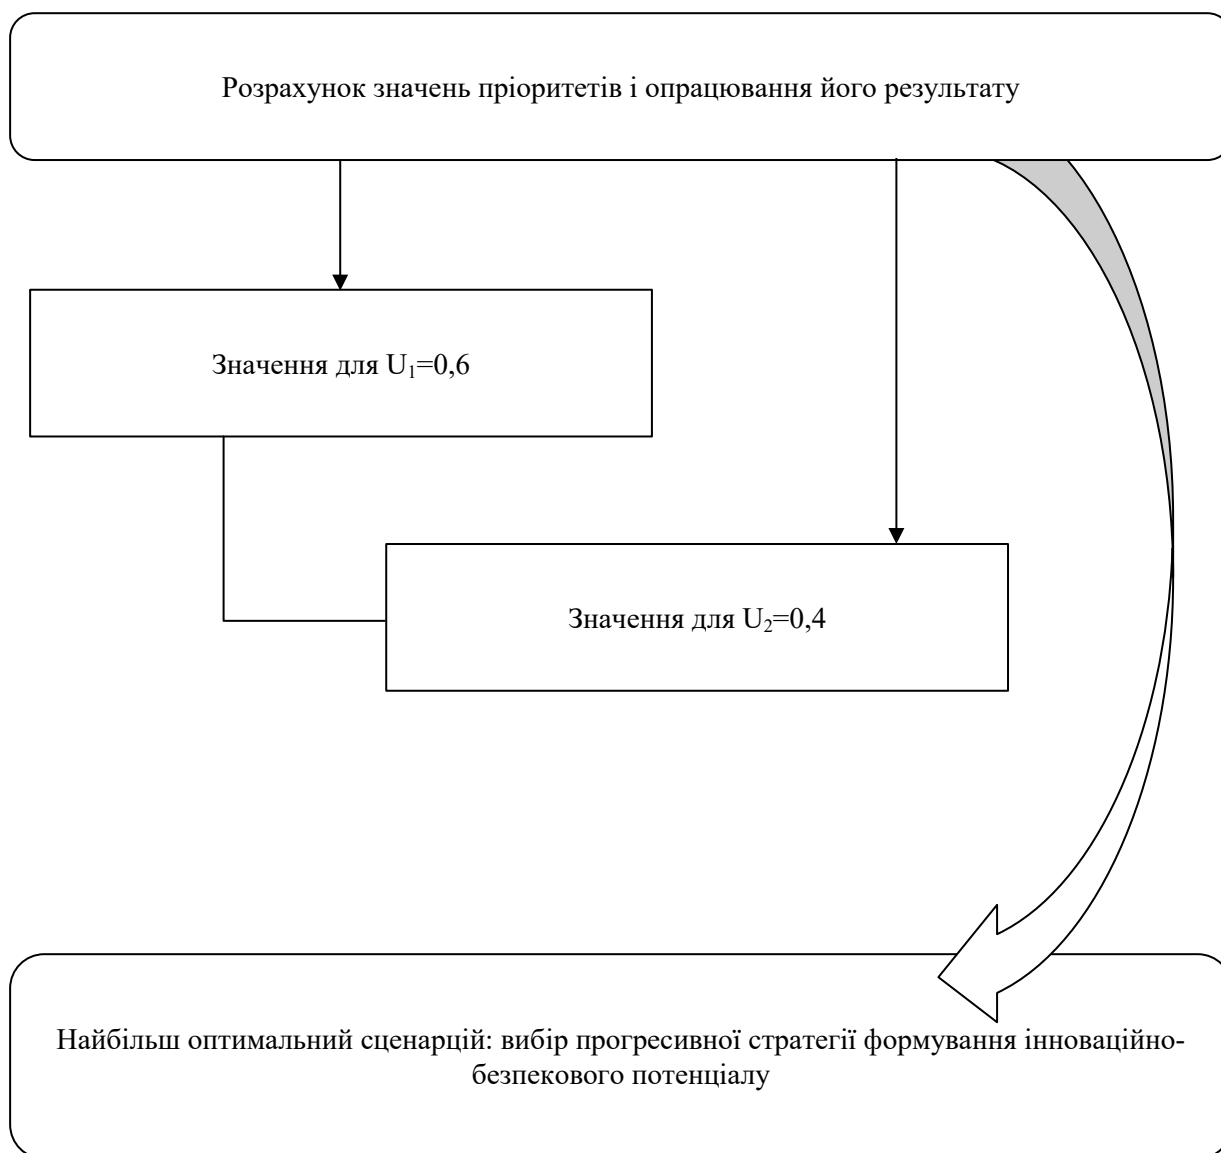 Розрахунок значень пріоритетів і опрацювання його результату
Значення для U₁=0,6
Значення для U₂=0,4
Найбільш оптимальний сценарцій: вибір прогресивної стратегії формування інноваційно-
безпекового потенціалу